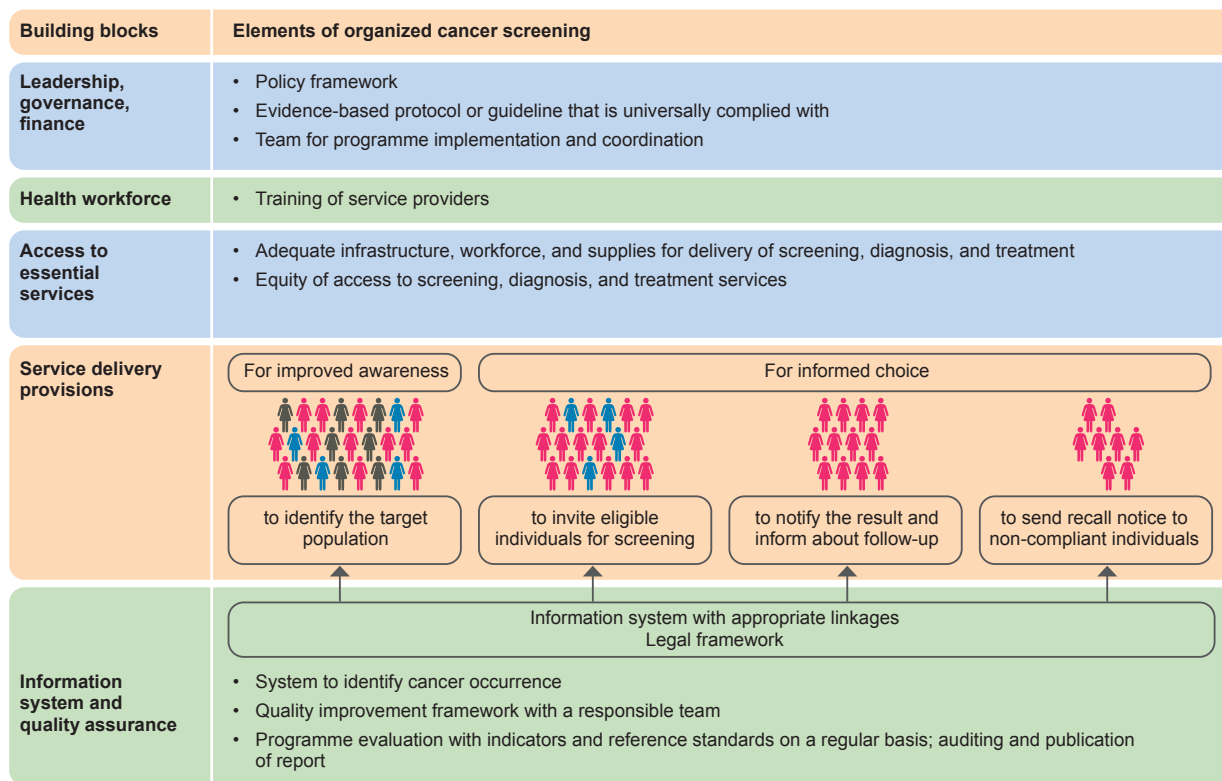 Building blocks
Elements of organized cancer screening
Leadership,
governance,
finance
• Policy framework
• Evidence-based protocol or guideline that is universally complied with
• Team for programme implementation and coordination
Health workforce
• Training of service providers
Access to
essential
services
• Adequate infrastructure, workforce, and supplies for delivery of screening, diagnosis, and treatment
• Equity of access to screening, diagnosis, and treatment services
Service delivery
provisions
For improved awareness
For informed choice
to identify the target
population
to invite eligible
individuals for screening
to notify the result and
inform about follow-up
to send recall notice to
non-compliant individuals
Information system with appropriate linkages
Legal framework
Information
system and
quality assurance
• System to identify cancer occurrence
• Quality improvement framework with a responsible team
• Programme evaluation with indicators and reference standards on a regular basis; auditing and publication
of report